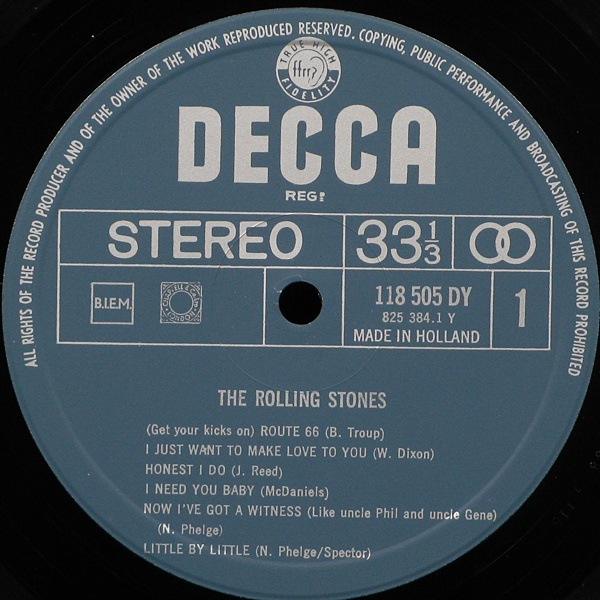 ALL RIGHTS OF THE RECORD PRODUCER AND OF THE OWNER OF THE WORK REPRODUCED RESERVED. COPYING, PUBLIC PERFORMANCE AND BROADCASTING OF THIS RECORD PROHIBITED
TRUE HIGH
ffrr
FIDELITY
DECCA
REGD
STEREO 33 1/3
B.I.E.M. 118 505 DY 1
825 384.1 Y
MADE IN HOLLAND
THE ROLLING STONES
(Get your kicks on) ROUTE 66 (B. Troup)
I JUST WANT TO MAKE LOVE TO YOU (W. Dixon)
HONEST I DO (J. Reed)
I NEED YOU BABY (McDaniels)
NOW I'VE GOT A WITNESS (Like uncle Phil and uncle Gene)
(N. Phelge)
LITTLE BY LITTLE (N. Phelge/Spector)